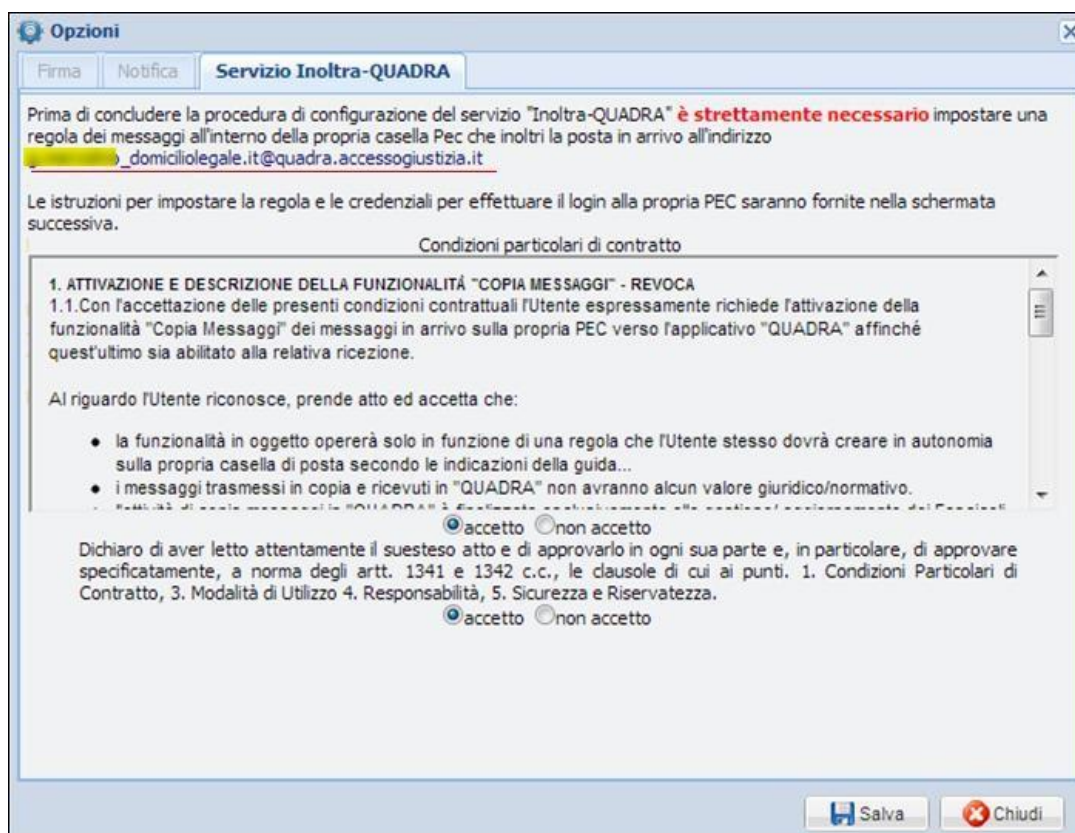 Opzioni
Firma Notifica Servizio Inoltra-QUADRA
Prima di concludere la procedura di configurazione del servizio "Inoltra-QUADRA" è strettamente necessario impostare una
regola dei messaggi all'interno della propria casella Pec che inoltri la posta in arrivo all'indirizzo
_domiciliolegale.it@quadra.accessogiustizia.it
Le istruzioni per impostare la regola e le credenziali per effettuare il login alla propria PEC saranno fornite nella schermata
successiva.
Condizioni particolari di contratto
1. ATTIVAZIONE E DESCRIZIONE DELLA FUNZIONALITÁ "COPIA MESSAGGI" - REVOCA
1.1.Con l'accettazione delle presenti condizioni contrattuali l'Utente espressamente richiede l'attivazione della
funzionalità "Copia Messaggi" dei messaggi in arrivo sulla propria PEC verso l'applicativo "QUADRA" affinché
quest'ultimo sia abilitato alla relativa ricezione.
Al riguardo l'Utente riconosce, prende atto ed accetta che:
• la funzionalità in oggetto opererà solo in funzione di una regola che l'Utente stesso dovrà creare in autonomia
sulla propria casella di posta secondo le indicazioni della guida...
• i messaggi trasmessi in copia e ricevuti in "QUADRA" non avranno alcun valore giuridico/normativo.
accetto non accetto
Dichiaro di aver letto attentamente il suesteso atto e di approvarlo in ogni sua parte e, in particolare, di approvare
specificatamente, a norma degli artt. 1341 e 1342 c.c., le clausole di cui ai punti. 1. Condizioni Particolari di
Contratto, 3. Modalità di Utilizzo 4. Responsabilità, 5. Sicurezza e Riservatezza.
accetto non accetto
Salva Chiudi